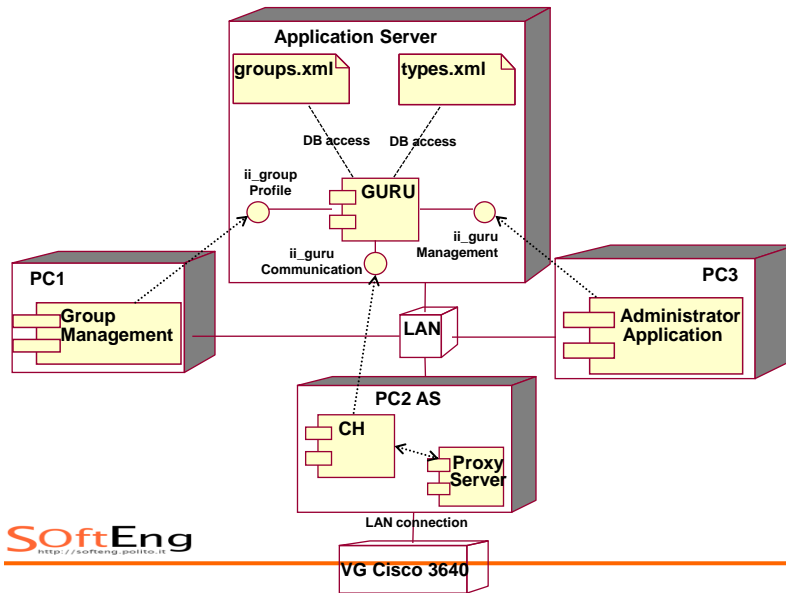 Application Server
groups.xml
types.xml
DB access
DB access
ii_group
Profile
GURU
ii_guru
Management
ii_guru
Communication
PC1
Group
Management
LAN
PC3
Administrator
Application
PC2 AS
CH
Proxy
Server
LAN connection
VG Cisco 3640
SoftEng
http://softeng.polito.it